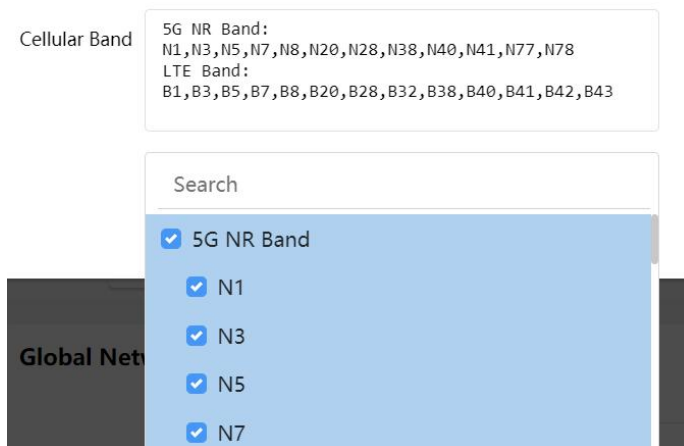 Cellular Band
5G NR Band:
N1,N3,N5,N7,N8,N20,N28,N38,N40,N41,N77,N78
LTE Band:
B1,B3,B5,B7,B8,B20,B28,B32,B38,B40,B41,B42,B43
Search
5G NR Band
N1
N3
Global
N5
N7